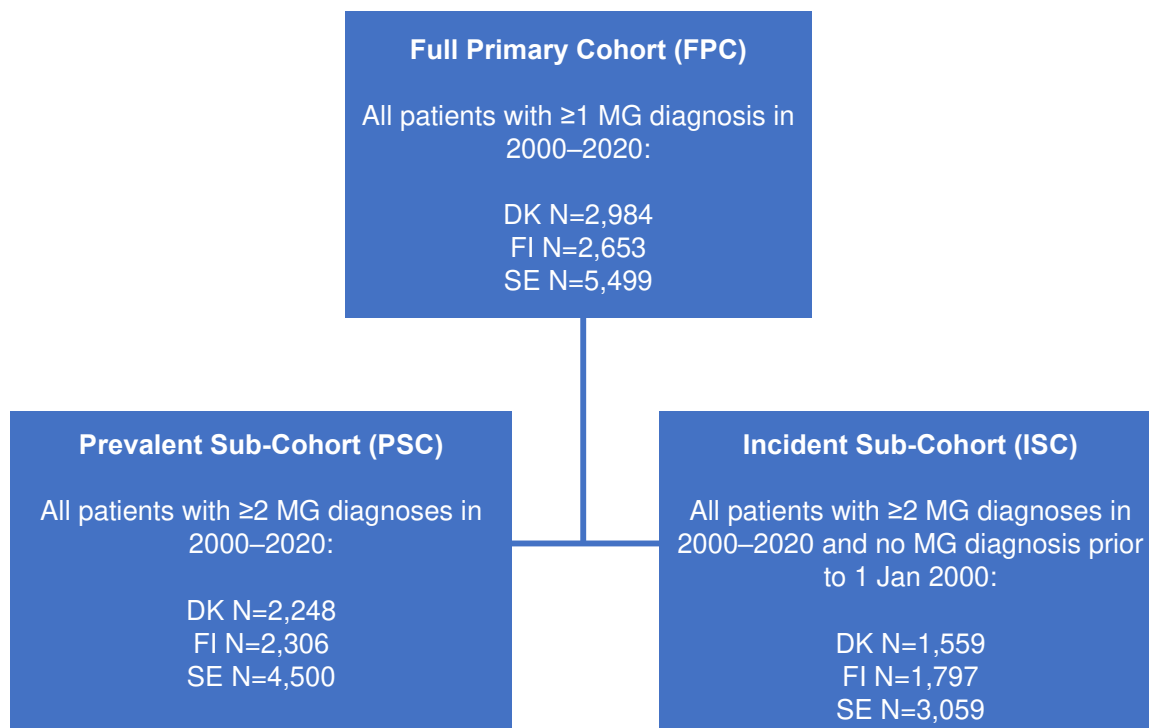 Full Primary Cohort (FPC)
All patients with ≥1 MG diagnosis in
2000–2020:
DK N=2,984
FI N=2,653
SE N=5,499
Prevalent Sub-Cohort (PSC)
All patients with ≥2 MG diagnoses in
2000–2020:
DK N=2,248
FI N=2,306
SE N=4,500
Incident Sub-Cohort (ISC)
All patients with ≥2 MG diagnoses in
2000–2020 and no MG diagnosis prior
to 1 Jan 2000:
DK N=1,559
FI N=1,797
SE N=3,059